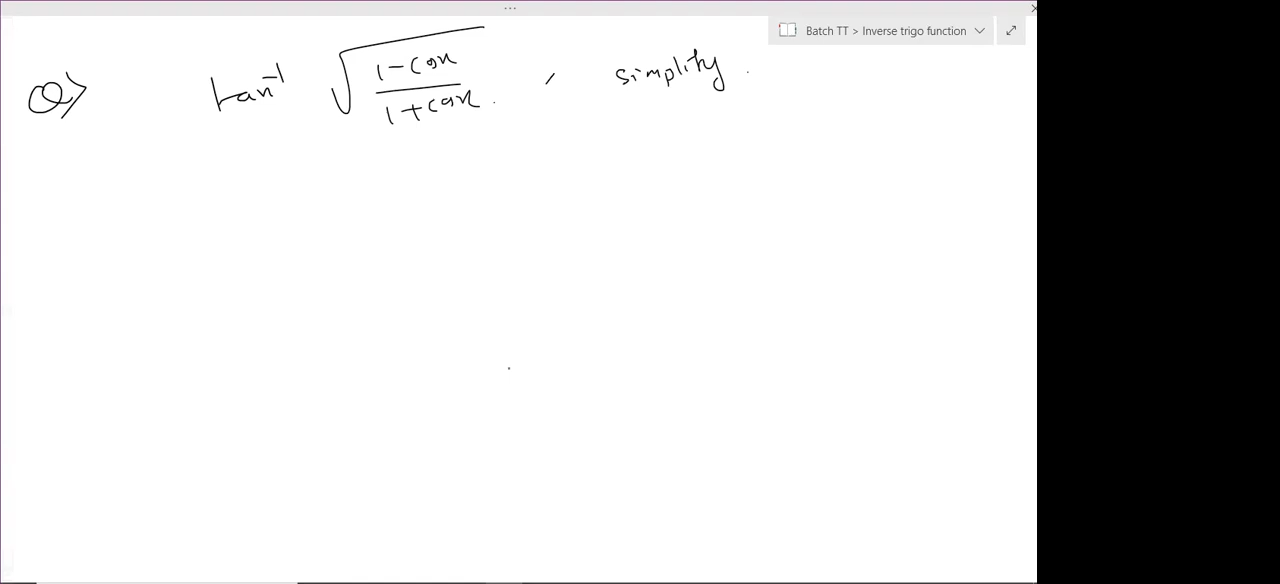 ...
Batch TT > Inverse trigo function
Q> tan⁻¹ √(1-cosx / 1+cosx) , simplify.